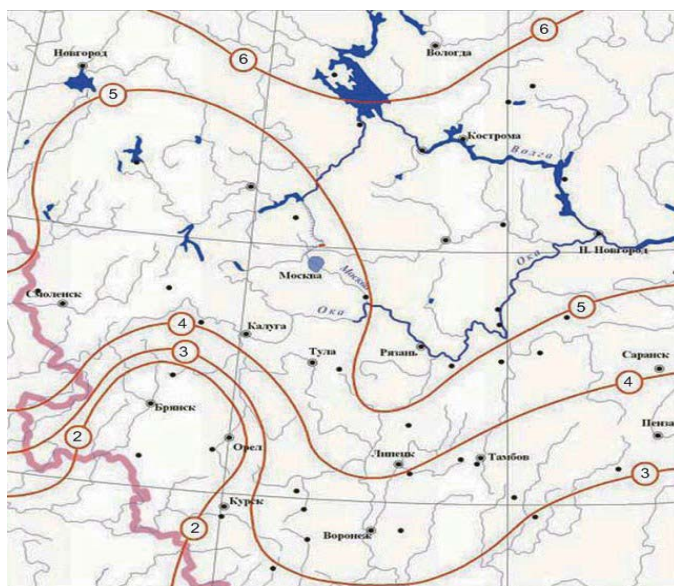 6
Вологда
6
Новгород
5
Кострома
Волга
Н. Новгород
Ока
Москва
Москва
Смоленск
Ока
5
4
Калуга
3
Тула
Рязань
Саранск
4
Брянск
2
Пенза
Орел
Липецк
Тамбов
3
Курск
2
Воронеж